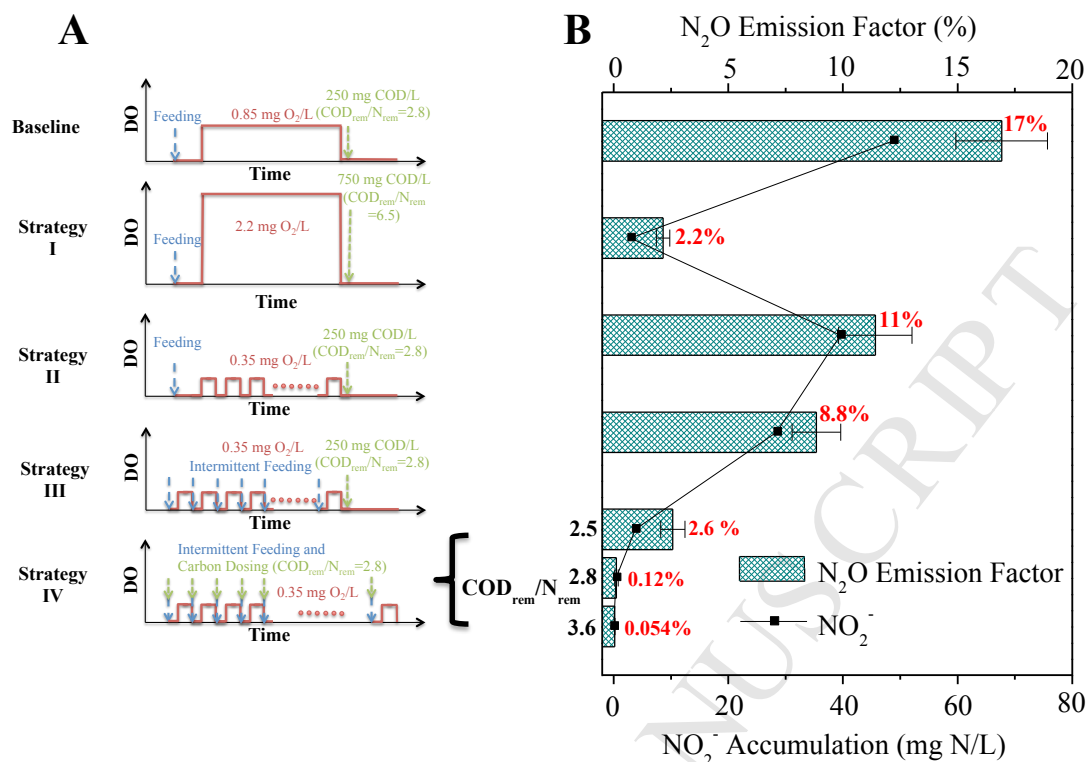 A
Baseline
DO
Feeding
0.85 mg O₂/L
250 mg COD/L
(CODrem/Nrem=2.8)
Time
Strategy
I
DO
Feeding
2.2 mg O₂/L
750 mg COD/L
(CODrem/Nrem
=6.5)
Time
Strategy
II
DO
Feeding
0.35 mg O₂/L
250 mg COD/L
(CODrem/Nrem=2.8)
Time
Strategy
III
DO
0.35 mg O₂/L
Intermittent Feeding
250 mg COD/L
(CODrem/Nrem=2.8)
Time
Strategy
IV
DO
Intermittent Feeding and
Carbon Dosing (CODrem/Nrem=2.8)
0.35 mg O₂/L
Time
CODrem/Nrem
B
N₂O Emission Factor (%)
0 5 10 15 20
17%
2.2%
11%
8.8%
2.5 2.6 %
2.8 0.12%
3.6 0.054%
N₂O Emission Factor
NO₂⁻
0 20 40 60 80
NO₂⁻ Accumulation (mg N/L)
NUSCRIPT